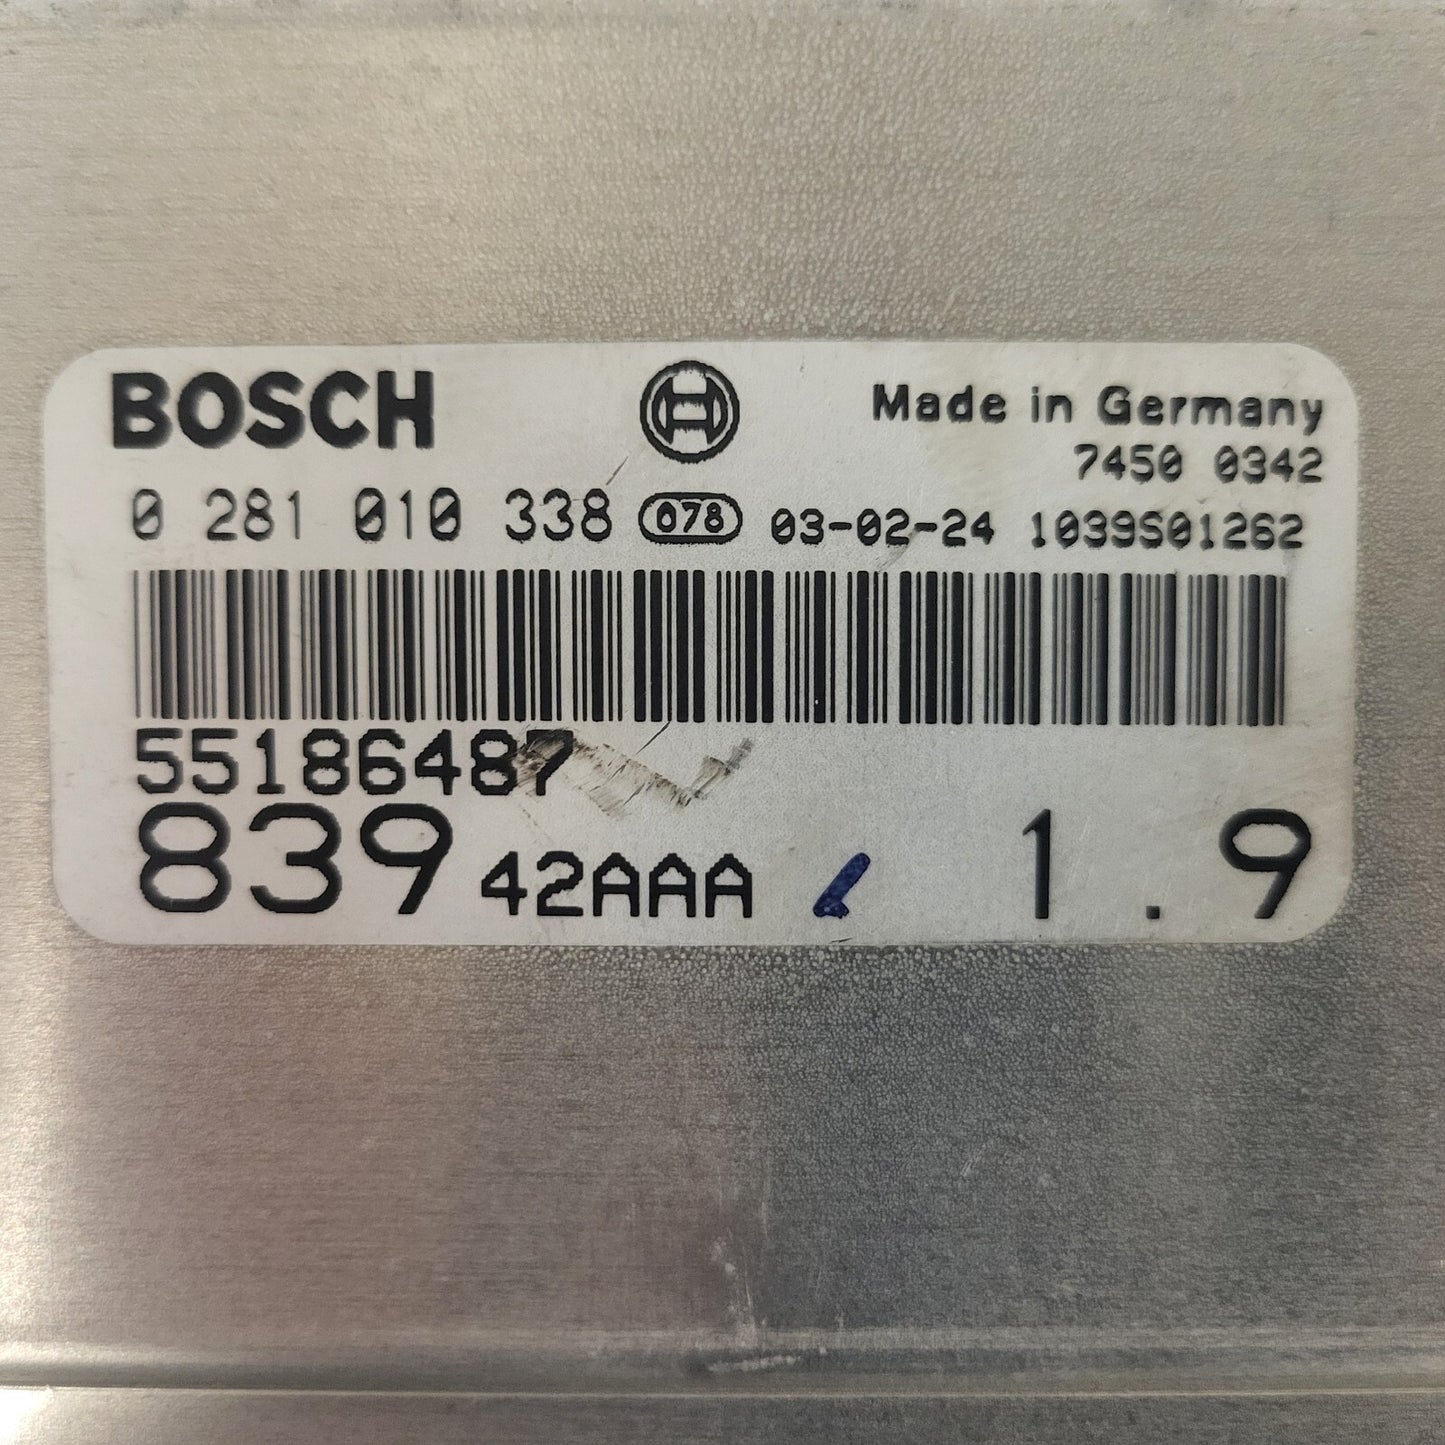 BOSCH
Made in Germany
7450 0342
0 281 010 338 078 03-02-24 1039S01262
55186487
839 42AAA 1.9